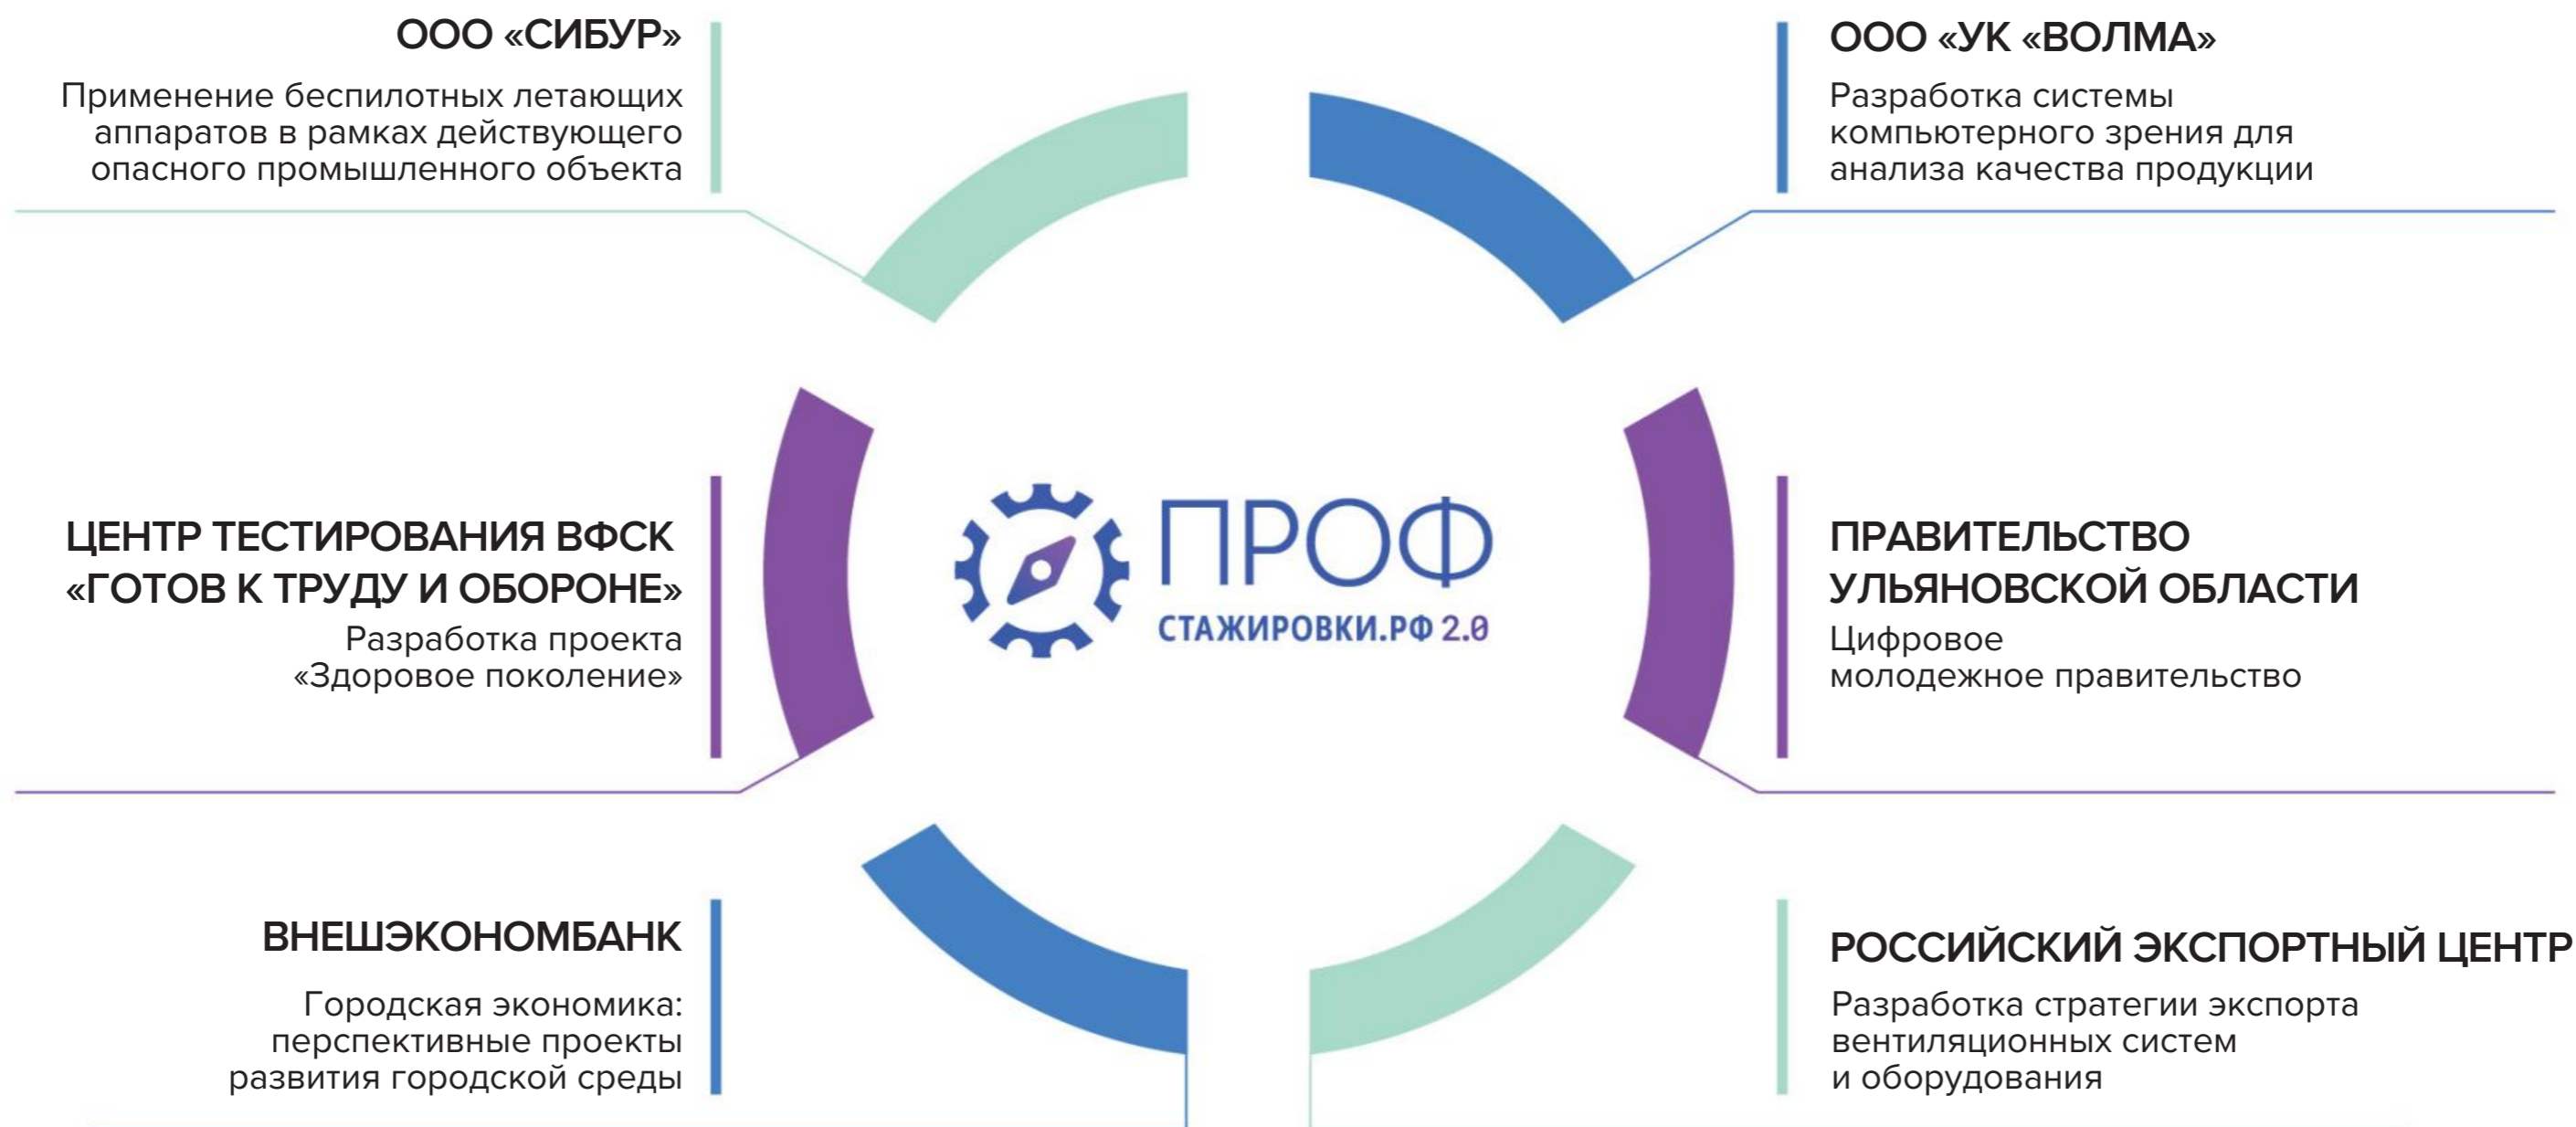 ООО «СИБУР»
Применение беспилотных летающих
аппаратов в рамках действующего
опасного промышленного объекта
ООО «УК «ВОЛМА»
Разработка системы
компьютерного зрения для
анализа качества продукции
ЦЕНТР ТЕСТИРОВАНИЯ ВФСК
«ГОТОВ К ТРУДУ И ОБОРОНЕ»
Разработка проекта
«Здоровое поколение»
ПРОФ
СТАЖИРОВКИ.РФ 2.0
ПРАВИТЕЛЬСТВО
УЛЬЯНОВСКОЙ ОБЛАСТИ
Цифровое
молодежное правительство
ВНЕШЭКОНОМБАНК
Городская экономика:
перспективные проекты
развития городской среды
РОССИЙСКИЙ ЭКСПОРТНЫЙ ЦЕНТР
Разработка стратегии экспорта
вентиляционных систем
и оборудования